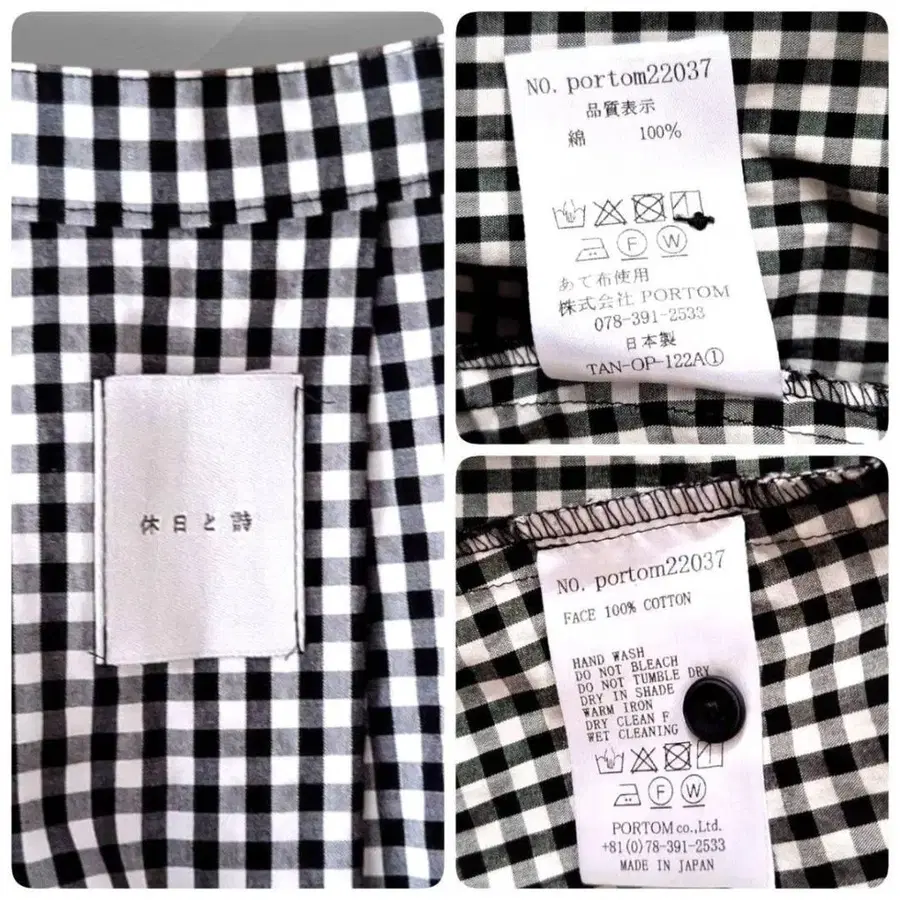 休日と詩
NO. portom22037
品質表示
綿 100%
F W
あて布使用
株式会社 PORTOM
078-391-2533
日本製
TAN-OP-122A①
NO. portom22037
FACE 100% COTTON
HAND WASH
DO NOT BLEACH
DO NOT TUMBLE DRY
DRY IN SHADE
WARM IRON
DRY CLEAN F
WET CLEANING
F W
PORTOM co.,Ltd.
+81(0)78-391-2533
MADE IN JAPAN